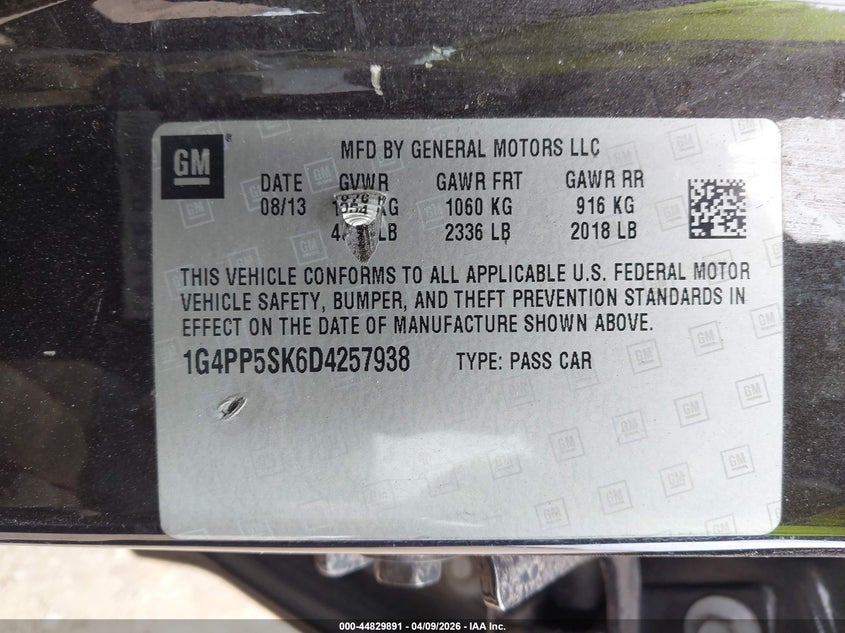 GM ®
MFD BY GENERAL MOTORS LLC
DATE GVWR GAWR FRT GAWR RR
08/13 KG 1060 KG 916 KG
LB 2336 LB 2018 LB
THIS VEHICLE CONFORMS TO ALL APPLICABLE U.S. FEDERAL MOTOR
VEHICLE SAFETY, BUMPER, AND THEFT PREVENTION STANDARDS IN
EFFECT ON THE DATE OF MANUFACTURE SHOWN ABOVE.
1G4PP5SK6D4257938 TYPE: PASS CAR
000-44829891 - 04/09/2026 - IAA Inc.